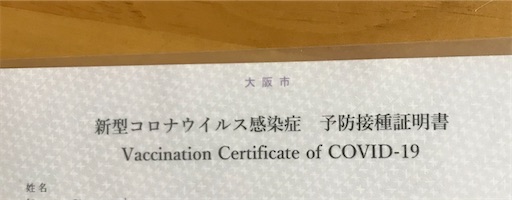 大阪市
新型コロナウイルス感染症　予防接種証明書
Vaccination Certificate of COVID-19
姓名